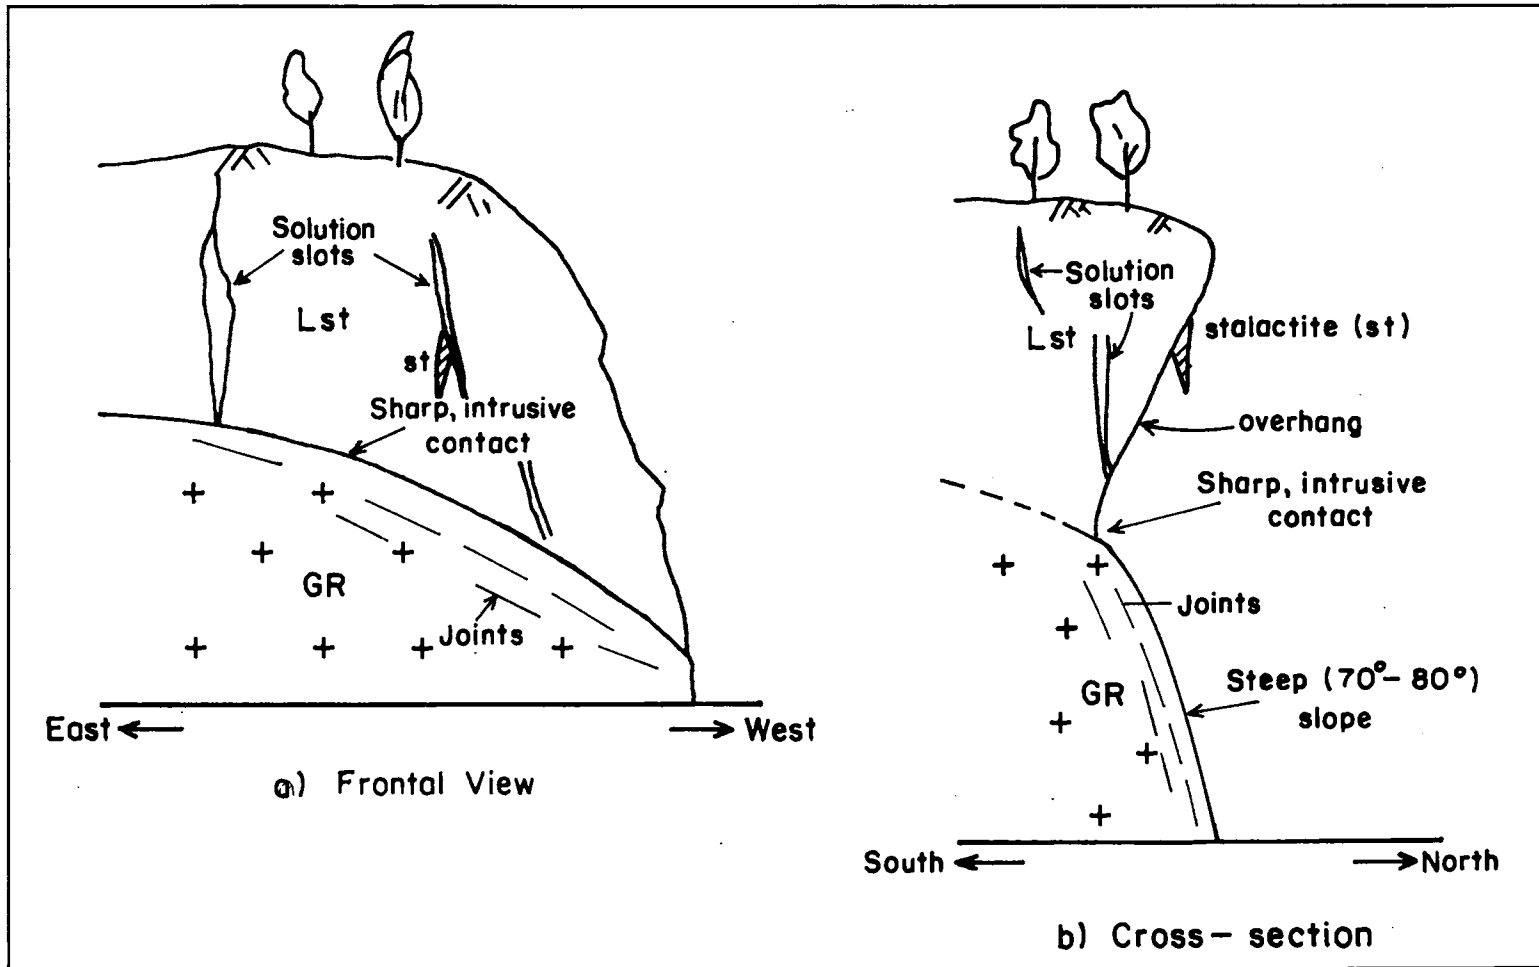 Solution
slots
Lst
st
Sharp, intrusive
contact
GR
Joints
East
West
a) Frontal View
Solution
slots
Lst
stalactite (st)
overhang
Sharp, intrusive
contact
Joints
GR
Steep (70°-80°)
slope
South
North
b) Cross-section